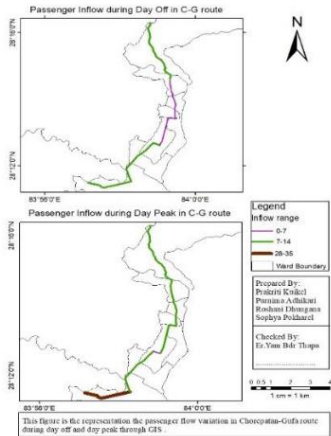 Passenger Inflow during Day Off in C-G route
N
28°16'0"N
28°12'0"N
83°56'0"E
84°0'0"E
Passenger Inflow during Day Peak in C-G route
28°16'0"N
28°12'0"N
83°56'0"E
84°0'0"E
Legend
Inflow range
0-7
7-14
28-35
Ward Boundary
Prepared By:
Prakriti Kuikel
Purnima Adhikari
Roshani Dhungana
Sophya Pokharel
Checked By:
Er.Yam Bdr Thapa
0 0.5 1 2 3 4
1 cm = 1 km
This figure is the representation the passenger flow variation in Chorepatan-Gufa route
during day off and day peak through GIS .